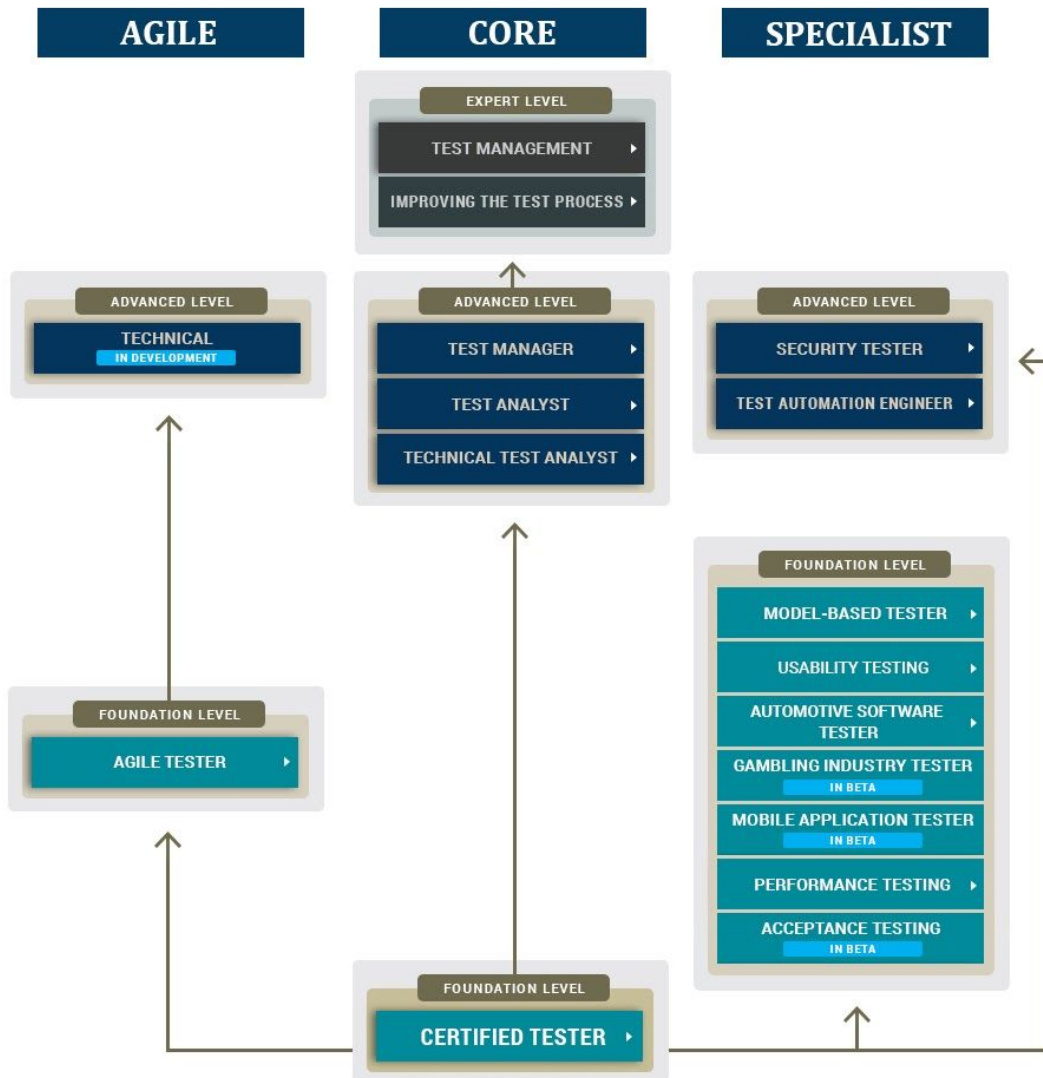 AGILE
CORE
SPECIALIST
EXPERT LEVEL
TEST MANAGEMENT
IMPROVING THE TEST PROCESS
ADVANCED LEVEL
TECHNICAL
IN DEVELOPMENT
ADVANCED LEVEL
TEST MANAGER
TEST ANALYST
TECHNICAL TEST ANALYST
ADVANCED LEVEL
SECURITY TESTER
TEST AUTOMATION ENGINEER
FOUNDATION LEVEL
AGILE TESTER
FOUNDATION LEVEL
MODEL-BASED TESTER
USABILITY TESTING
AUTOMOTIVE SOFTWARE
TESTER
GAMBLING INDUSTRY TESTER
IN BETA
MOBILE APPLICATION TESTER
IN BETA
PERFORMANCE TESTING
ACCEPTANCE TESTING
IN BETA
FOUNDATION LEVEL
CERTIFIED TESTER